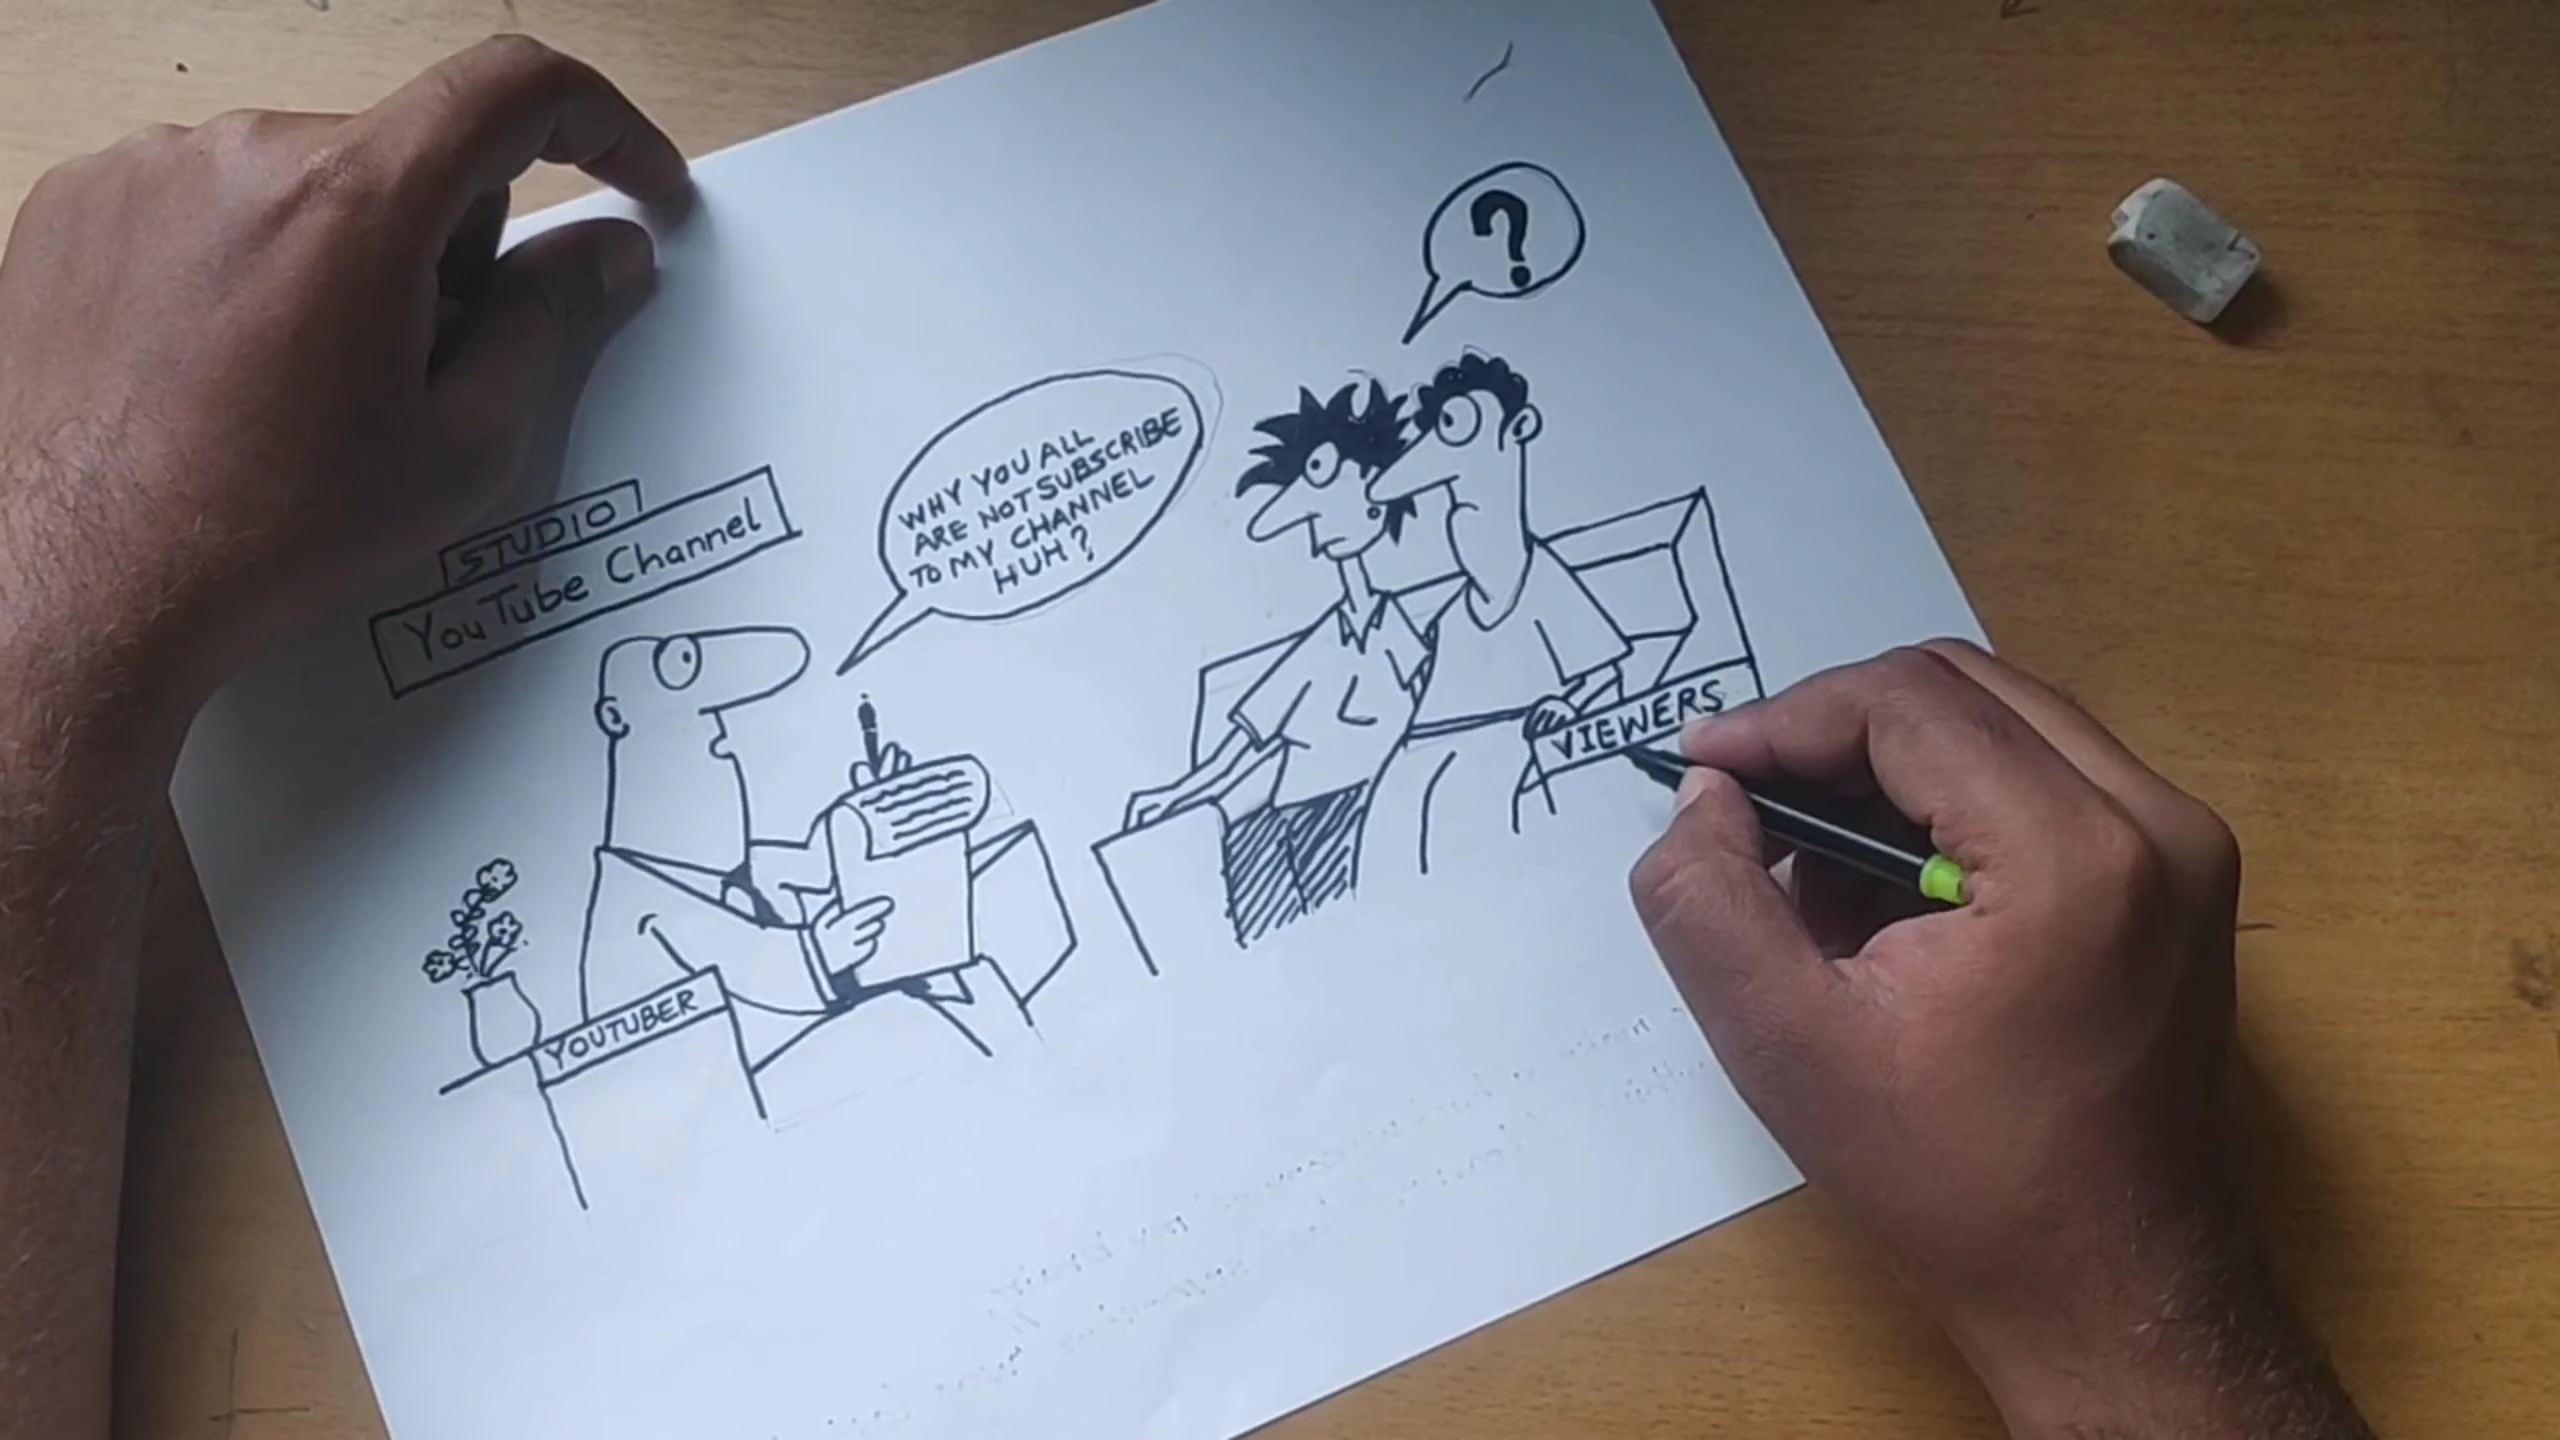 STUDIO
YouTube Channel
WHY YOU ALL
ARE NOT SUBSCRIBE
TO MY CHANNEL
HUH?
?
VIEWERS
YOUTUBER